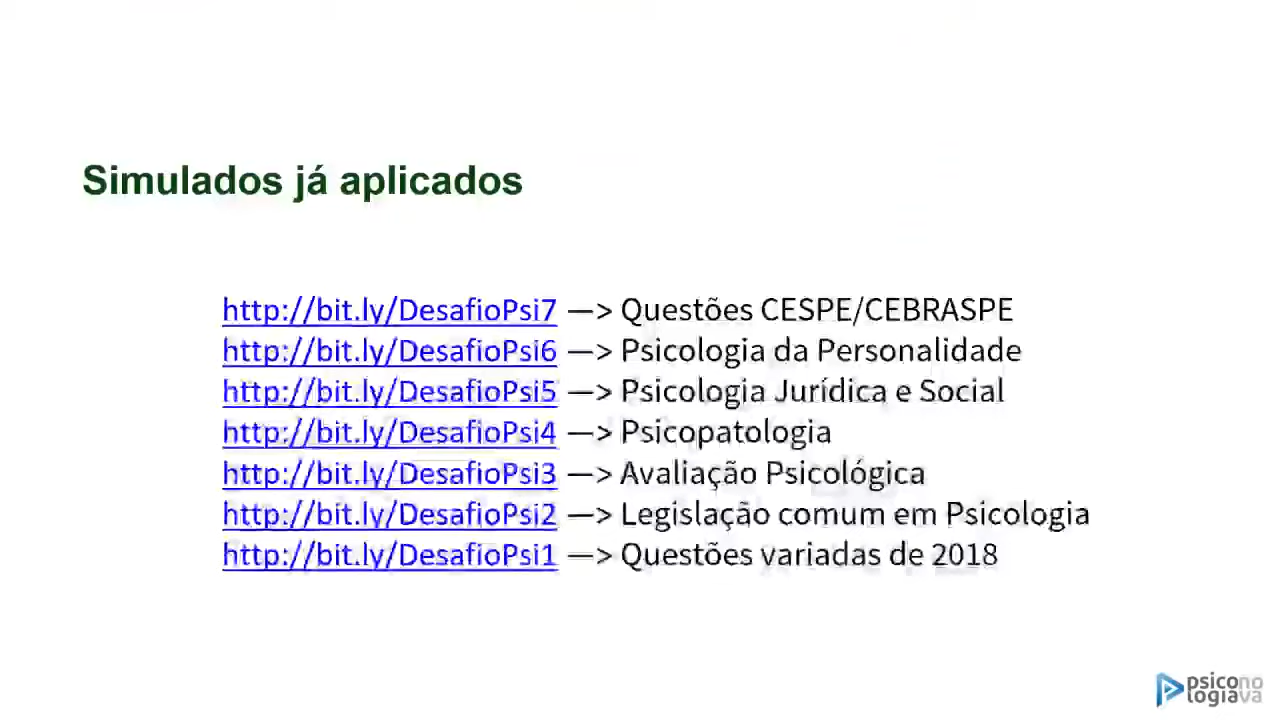 Simulados já aplicados
http://bit.ly/DesafioPsi7 —> Questões CESPE/CEBRASPE
http://bit.ly/DesafioPsi6 —> Psicologia da Personalidade
http://bit.ly/DesafioPsi5 —> Psicologia Jurídica e Social
http://bit.ly/DesafioPsi4 —> Psicopatologia
http://bit.ly/DesafioPsi3 —> Avaliação Psicológica
http://bit.ly/DesafioPsi2 —> Legislação comum em Psicologia
http://bit.ly/DesafioPsi1 —> Questões variadas de 2018
psicono
logiava